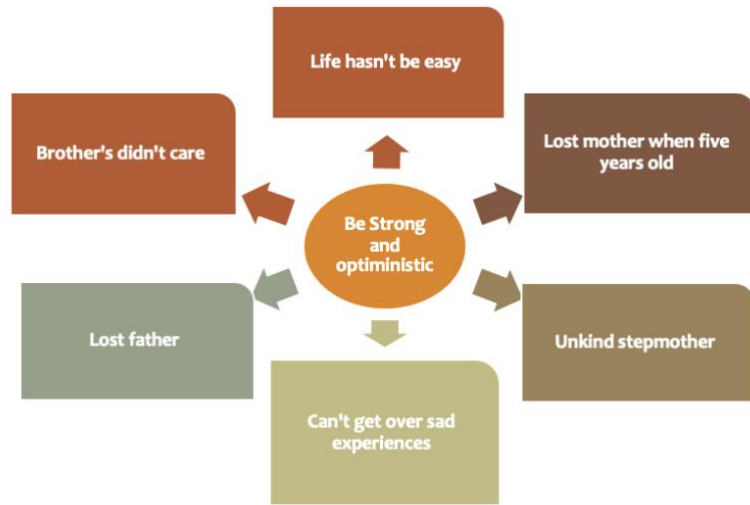 Life hasn't be easy
Brother's didn't care
Lost mother when five
years old
Be Strong
and
optiministic
Lost father
Unkind stepmother
Can't get over sad
experiences